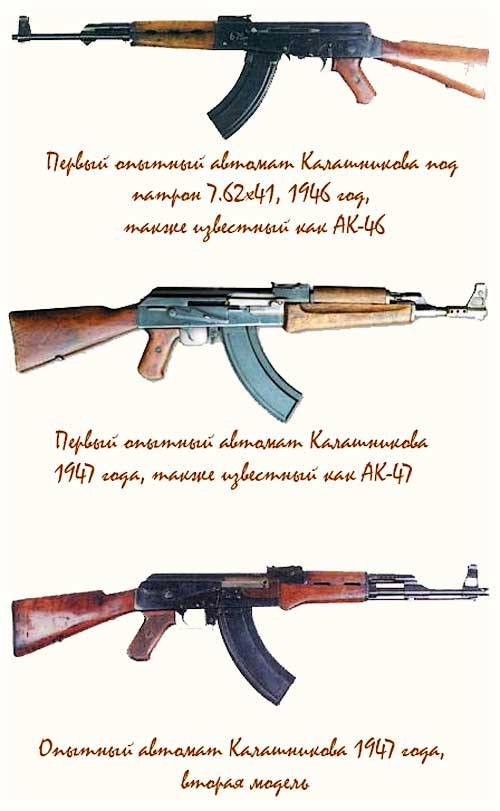 Первый опытный автомат Калашникова под
патрон 7.62х41, 1946 год,
также известный как АК-46
Первый опытный автомат Калашникова
1947 года, также известный как АК-47
Опытный автомат Калашникова 1947 года,
вторая модель